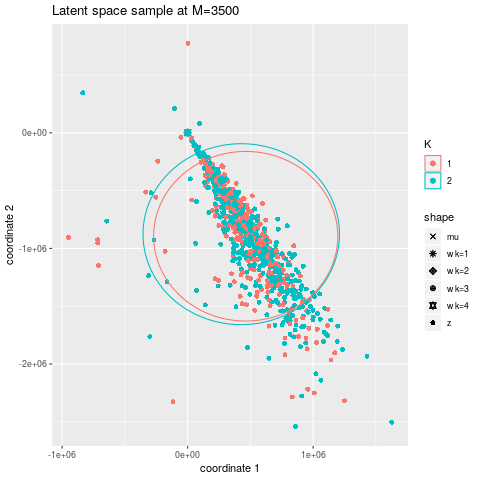 Latent space sample at M=3500
0e+00
-1e+06
-2e+06
coordinate 2
-1e+06
0e+00
1e+06
coordinate 1
K
1
2
shape
mu
w k=1
w k=2
w k=3
w k=4
z